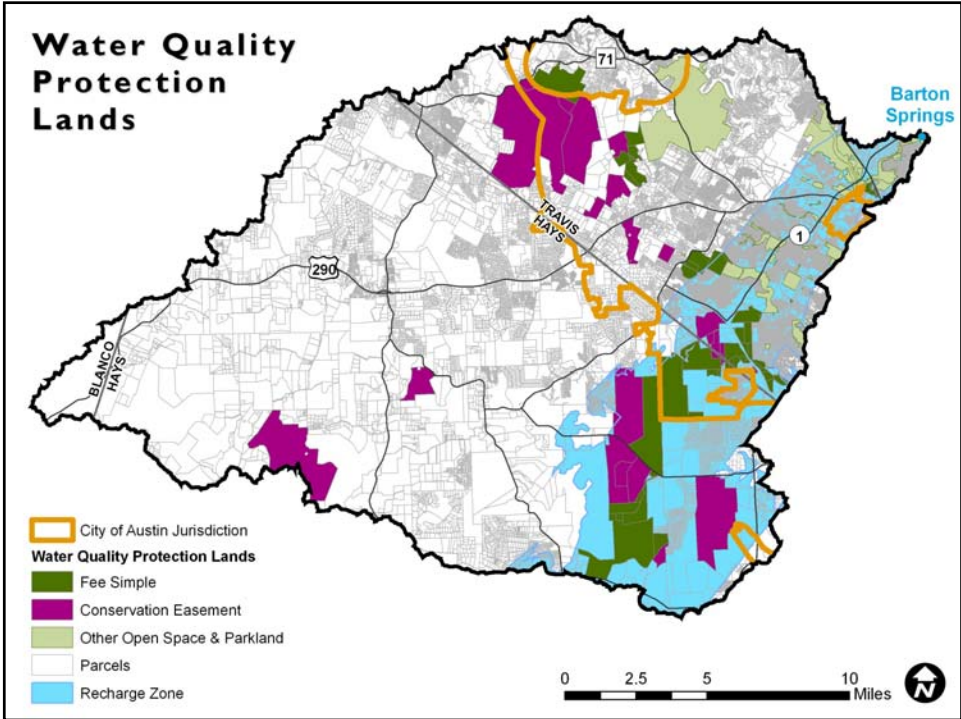 Water Quality
Protection
Lands
71
Barton
Springs
TRAVIS
HAYS
1
290
BLANCO
HAYS
City of Austin Jurisdiction
Water Quality Protection Lands
Fee Simple
Conservation Easement
Other Open Space & Parkland
Parcels
Recharge Zone
0 2.5 5 10
Miles
N